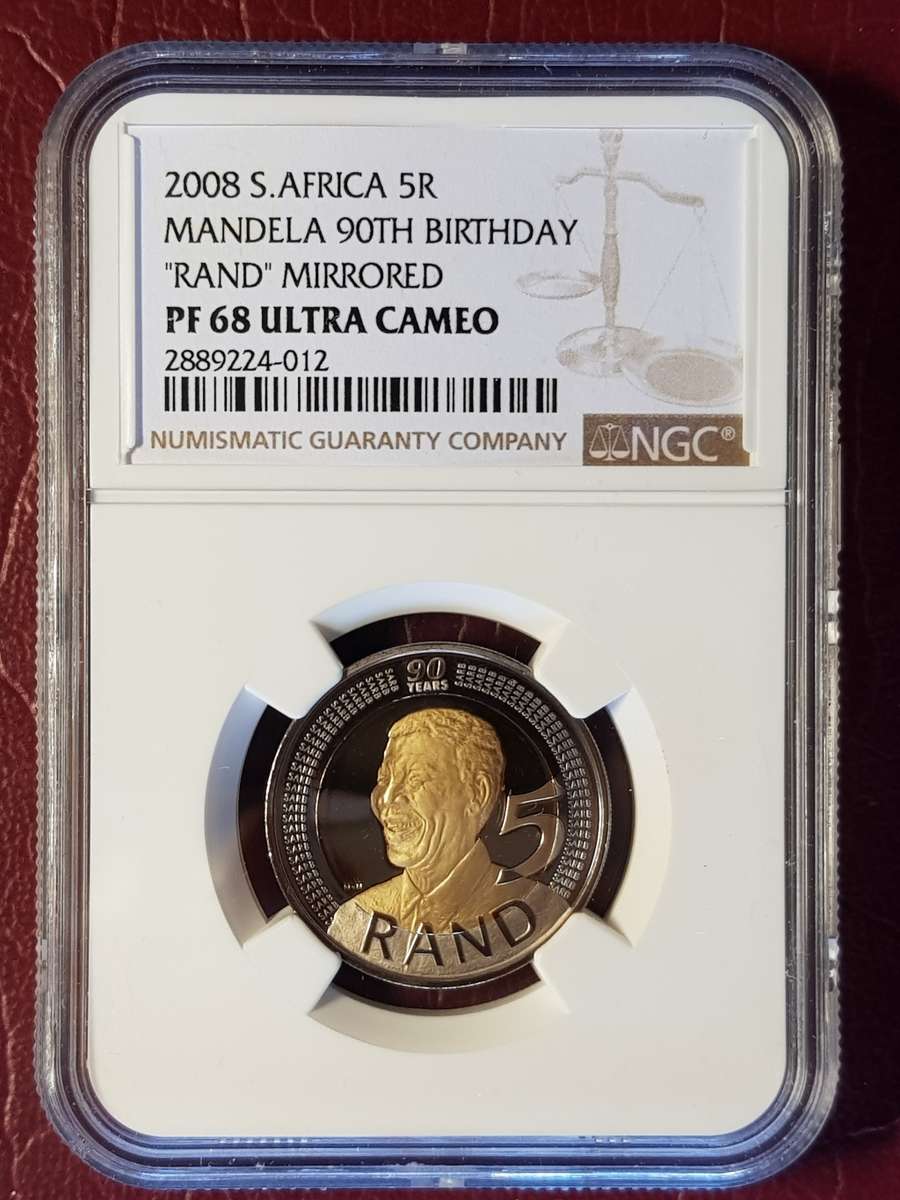 2008 S.AFRICA 5R
MANDELA 90TH BIRTHDAY
"RAND" MIRRORED
PF 68 ULTRA CAMEO
2889224-012
NUMISMATIC GUARANTY COMPANY
NGC®
90
YEARS
SARB
5
RAND